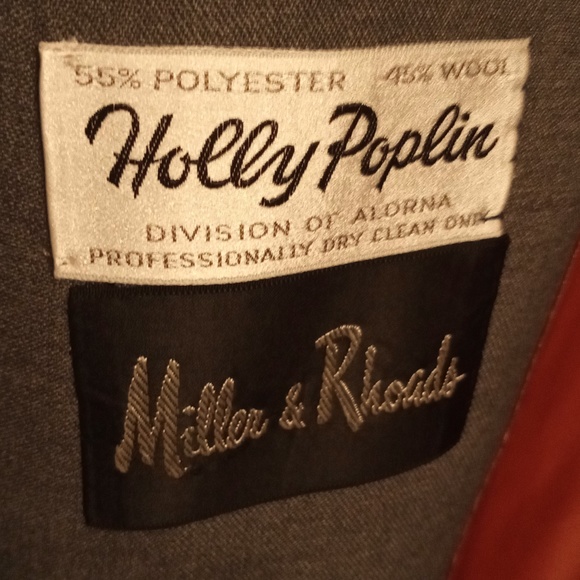 55% POLYESTER 45% WOOL
Holly Poplin
DIVISION OF ALORNA
PROFESSIONALLY DRY CLEAN ONLY
Miller & Rhoads